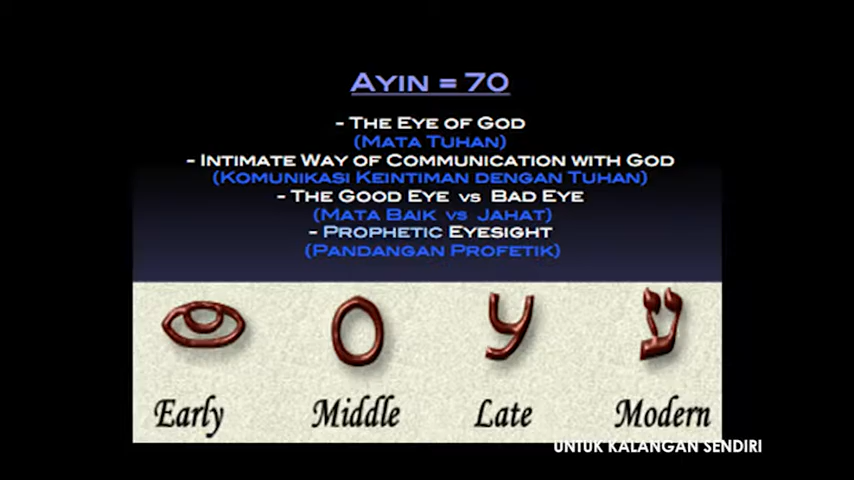 AYIN = 70
- THE EYE OF GOD
(MATA TUHAN)
- INTIMATE WAY OF COMMUNICATION WITH GOD
(KOMUNIKASI KEINTIMAN DENGAN TUHAN)
- THE GOOD EYE VS BAD EYE
(MATA BAIK VS JAHAT)
- PROPHETIC EYESIGHT
(PANDANGAN PROFETIK)
ע
Early Middle Late Modern
UNTUK KALANGAN SENDIRI